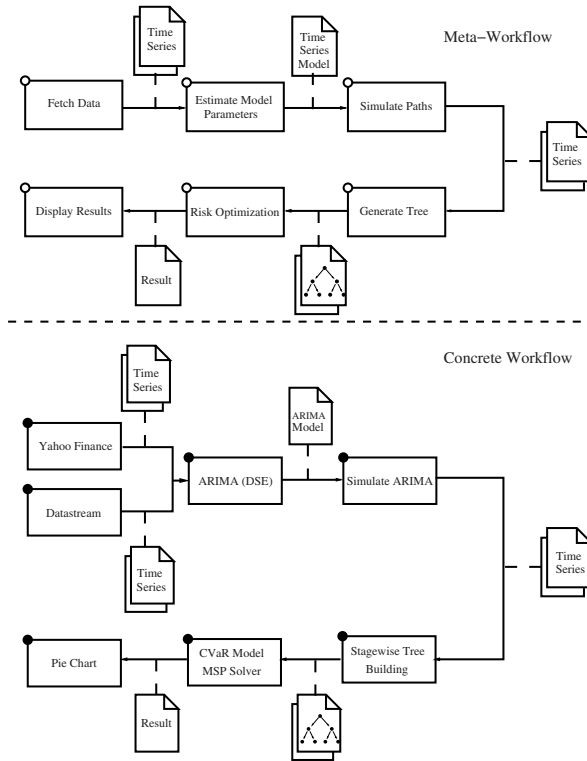 Meta-Workflow
Time
Series
Time
Series
Model
Fetch Data
Estimate Model
Parameters
Simulate Paths
Time
Series
Display Results
Risk Optimization
Generate Tree
Result
Concrete Workflow
Time
Series
ARIMA
Model
Yahoo Finance
ARIMA (DSE)
Simulate ARIMA
Datastream
Time
Series
Time
Series
Pie Chart
CVaR Model
MSP Solver
Stagewise Tree
Building
Result